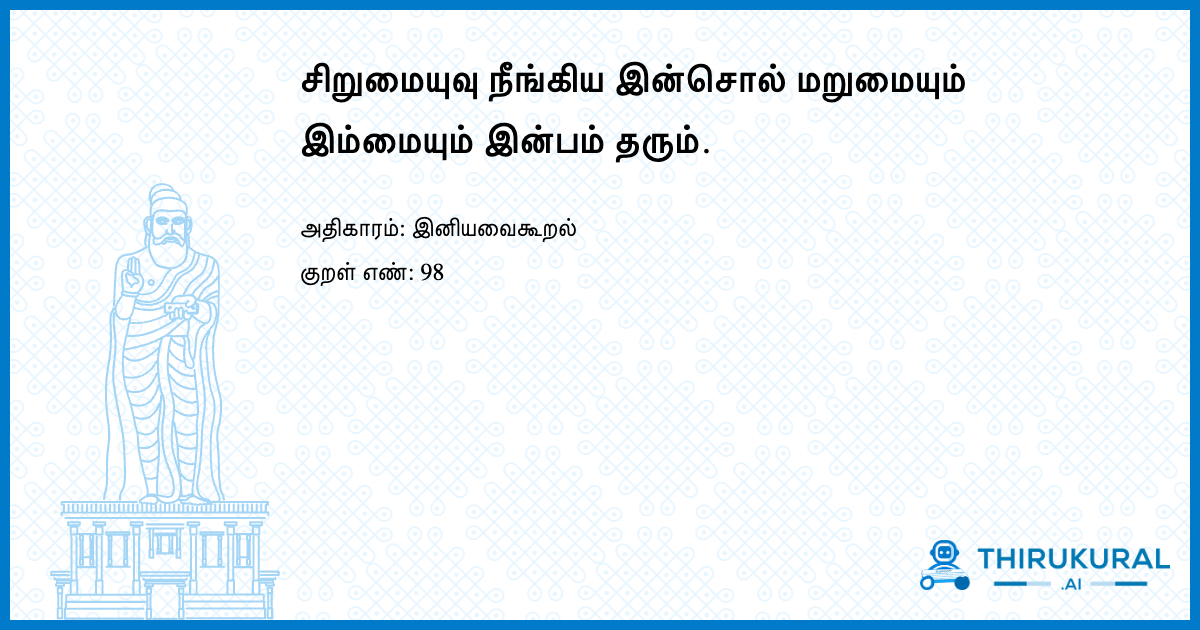 சிறுமையுவு நீங்கிய இன்சொல் மறுமையும்
இம்மையும் இன்பம் தரும்.
அதிகாரம்: இனியவைகூறல்
குறள் எண்: 98
THIRUKURAL
.AI